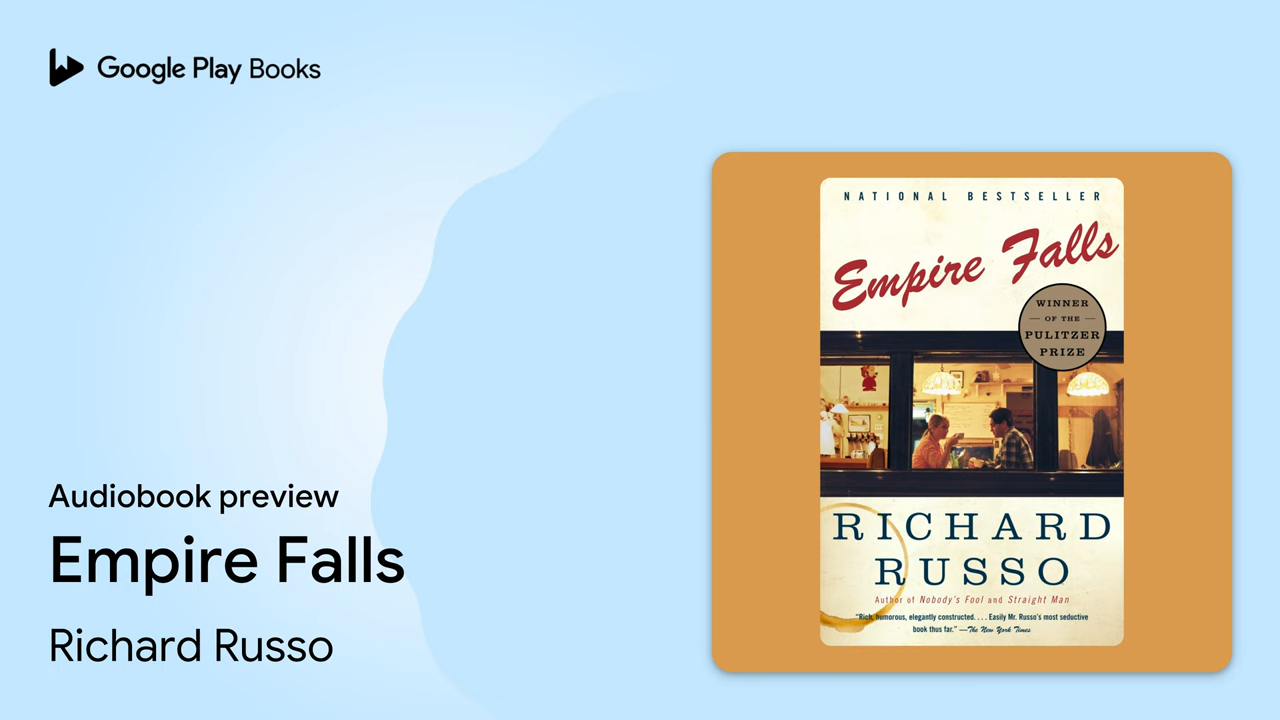 Google Play Books
Audiobook preview
Empire Falls
Richard Russo
NATIONAL BESTSELLER
Empire Falls
WINNER
OF THE
PULITZER
PRIZE
RICHARD
RUSSO
Author of Nobody's Fool and Straight Man
"Rich, humorous, elegantly constructed. . . . Easily Mr. Russo's most seductive
book thus far." —The New York Times